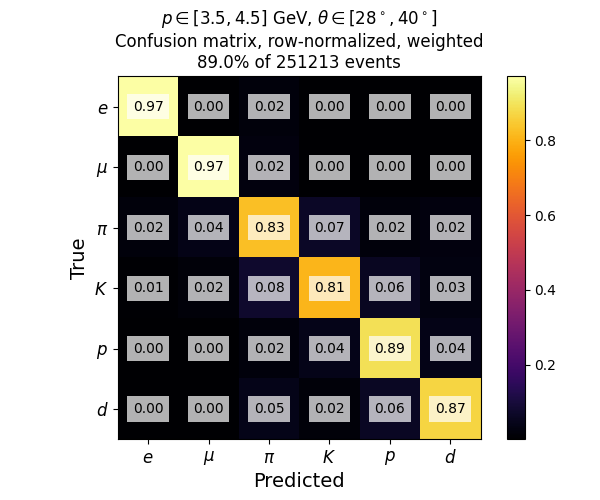 p ∈ [3.5, 4.5] GeV, θ ∈ [28°, 40°]
Confusion matrix, row-normalized, weighted
89.0% of 251213 events
True
e 0.97 0.00 0.02 0.00 0.00 0.00
μ 0.00 0.97 0.02 0.00 0.00 0.00
π 0.02 0.04 0.83 0.07 0.02 0.02
K 0.01 0.02 0.08 0.81 0.06 0.03
p 0.00 0.00 0.02 0.04 0.89 0.04
d 0.00 0.00 0.05 0.02 0.06 0.87
e μ π K p d
Predicted
0.8
0.6
0.4
0.2